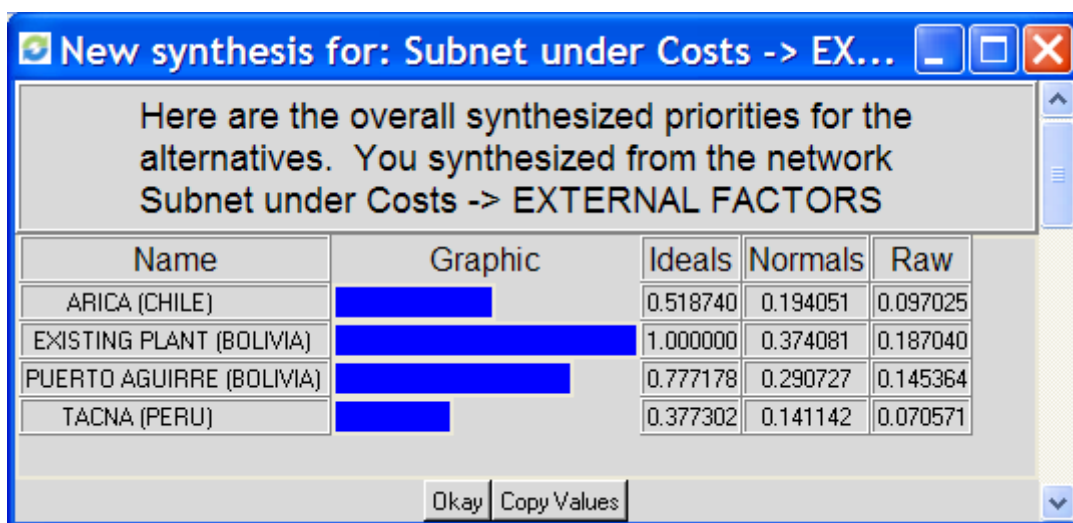 New synthesis for: Subnet under Costs -> EX...
Here are the overall synthesized priorities for the
alternatives. You synthesized from the network
Subnet under Costs -> EXTERNAL FACTORS
Name Graphic Ideals Normals Raw
ARICA (CHILE) 0.518740 0.194051 0.097025
EXISTING PLANT (BOLIVIA) 1.000000 0.374081 0.187040
PUERTO AGUIRRE (BOLIVIA) 0.777178 0.290727 0.145364
TACNA (PERU) 0.377302 0.141142 0.070571
Okay Copy Values